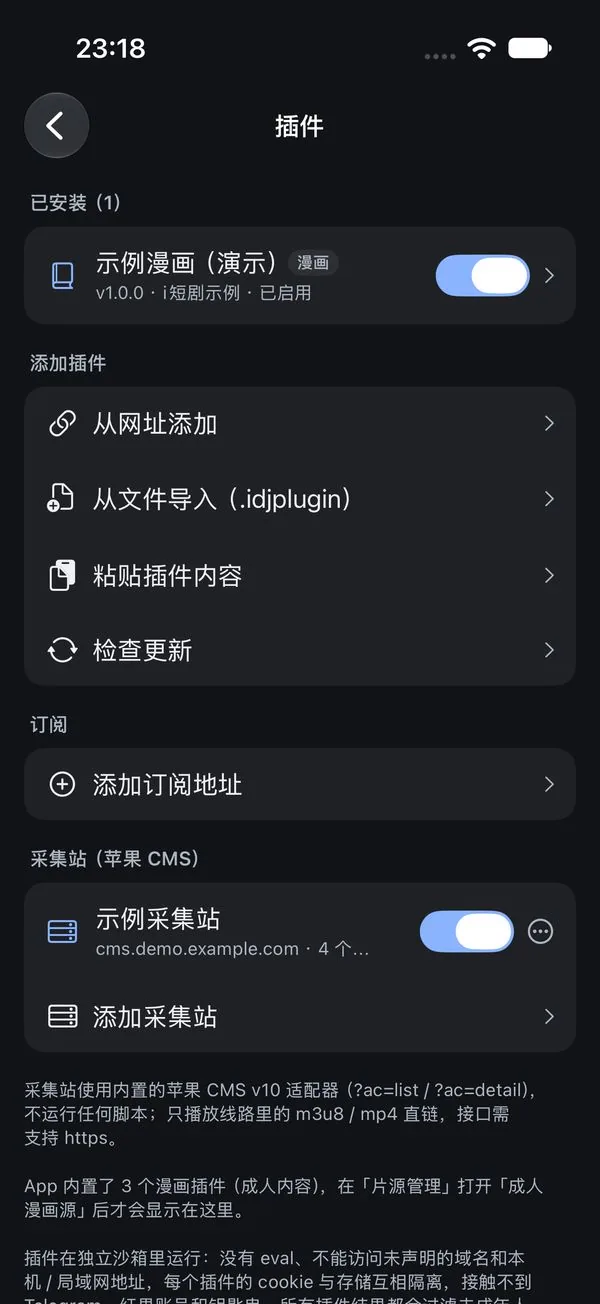 23:18
插件
已安装（1）
示例漫画（演示） 漫画
v1.0.0 · i短剧示例 · 已启用
添加插件
从网址添加
从文件导入（.idjplugin）
粘贴插件内容
检查更新
订阅
添加订阅地址
采集站（苹果 CMS）
示例采集站
cms.demo.example.com · 4 个…
添加采集站
采集站使用内置的苹果 CMS v10 适配器（?ac=list / ?ac=detail），
不运行任何脚本；只播放线路里的 m3u8 / mp4 直链，接口需
支持 https。
App 内置了 3 个漫画插件（成人内容），在「片源管理」打开「成人
漫画源」后才会显示在这里。
插件在独立沙箱里运行：没有 eval、不能访问未声明的域名和本
机 / 局域网地址，每个插件的 cookie 与存储互相隔离，接触不到